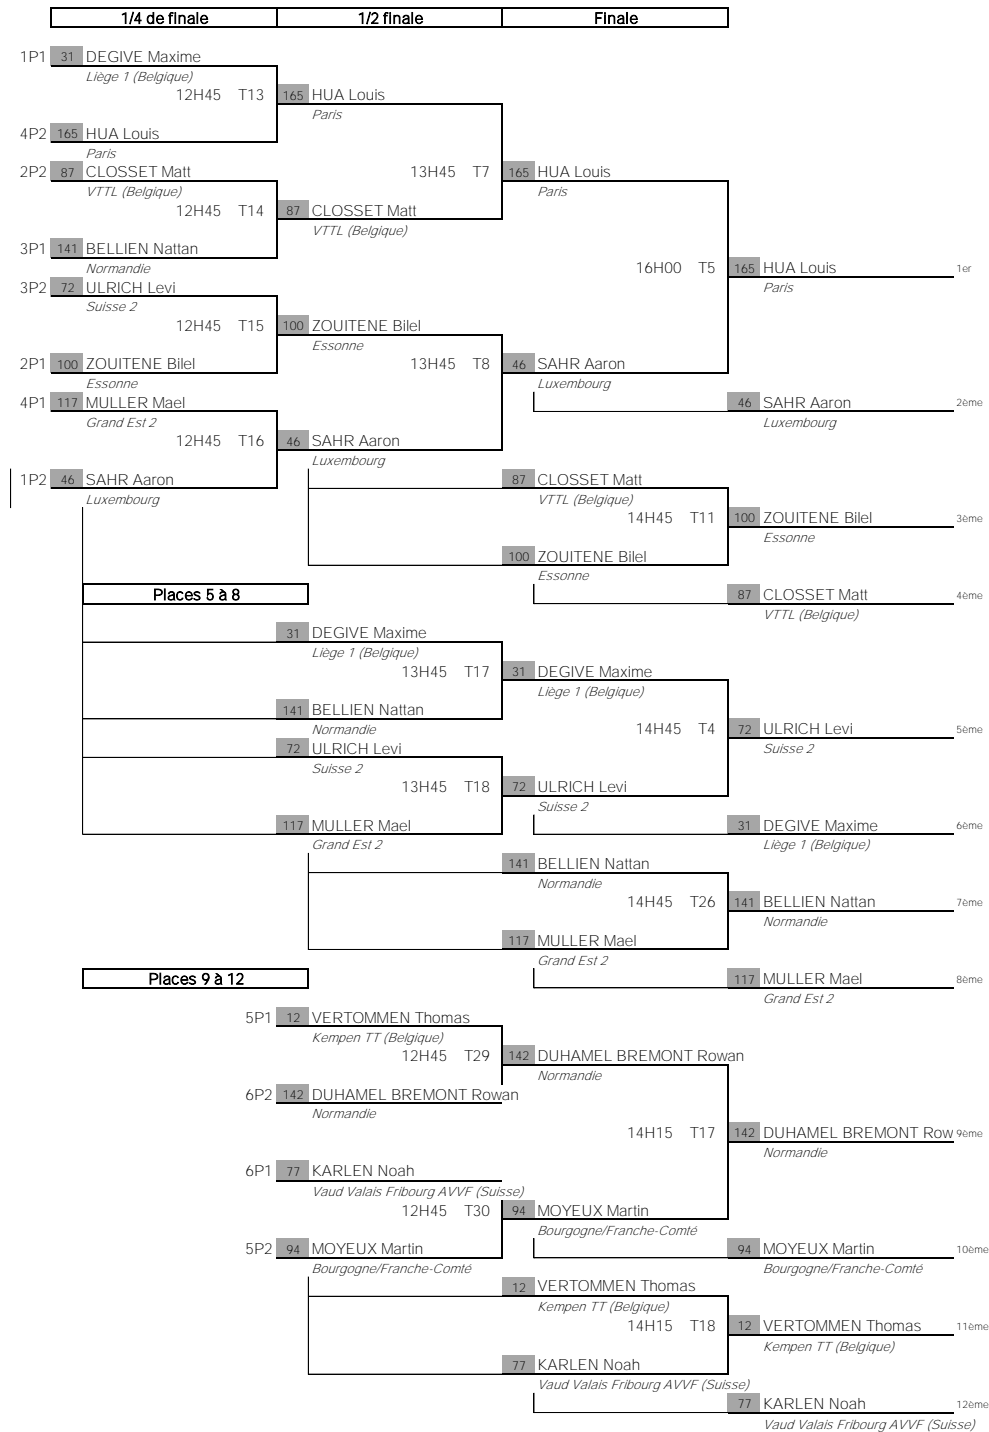 1/4 de finale 1/2 finale Finale
1P1 31 DEGIVE Maxime
Liège 1 (Belgique)
12H45 T13 165 HUA Louis
Paris
4P2 165 HUA Louis
Paris
2P2 87 CLOSSET Matt 13H45 T7 165 HUA Louis
VTTL (Belgique) Paris
12H45 T14 87 CLOSSET Matt
VTTL (Belgique)
3P1 141 BELLIEN Nattan
Normandie 16H00 T5 165 HUA Louis 1er
3P2 72 ULRICH Levi Paris
Suisse 2
12H45 T15 100 ZOUITENE Bilel
Essonne
2P1 100 ZOUITENE Bilel 13H45 T8 46 SAHR Aaron
Essonne Luxembourg
4P1 117 MULLER Mael 46 SAHR Aaron 2ème
Grand Est 2 Luxembourg
12H45 T16 46 SAHR Aaron
Luxembourg
1P2 46 SAHR Aaron 87 CLOSSET Matt
Luxembourg VTTL (Belgique)
14H45 T11 100 ZOUITENE Bilel 3ème
Essonne
100 ZOUITENE Bilel
Essonne
Places 5 à 8 87 CLOSSET Matt 4ème
VTTL (Belgique)
31 DEGIVE Maxime
Liège 1 (Belgique)
13H45 T17 31 DEGIVE Maxime
Liège 1 (Belgique)
141 BELLIEN Nattan
Normandie 14H45 T4 72 ULRICH Levi 5ème
72 ULRICH Levi Suisse 2
Suisse 2
13H45 T18 72 ULRICH Levi
Suisse 2
117 MULLER Mael 31 DEGIVE Maxime 6ème
Grand Est 2 Liège 1 (Belgique)
141 BELLIEN Nattan
Normandie
14H45 T26 141 BELLIEN Nattan 7ème
Normandie
117 MULLER Mael
Grand Est 2
Places 9 à 12 117 MULLER Mael 8ème
Grand Est 2
5P1 12 VERTOMMEN Thomas
Kempen TT (Belgique)
12H45 T29 142 DUHAMEL BREMONT Rowan
Normandie
6P2 142 DUHAMEL BREMONT Rowan
Normandie
14H15 T17 142 DUHAMEL BREMONT Row 9ème
Normandie
6P1 77 KARLEN Noah
Vaud Valais Fribourg AVVF (Suisse)
12H45 T30 94 MOYEUX Martin
Bourgogne/Franche-Comté
5P2 94 MOYEUX Martin 94 MOYEUX Martin 10ème
Bourgogne/Franche-Comté Bourgogne/Franche-Comté
12 VERTOMMEN Thomas
Kempen TT (Belgique)
14H15 T18 12 VERTOMMEN Thomas 11ème
Kempen TT (Belgique)
77 KARLEN Noah
Vaud Valais Fribourg AVVF (Suisse)
77 KARLEN Noah 12ème
Vaud Valais Fribourg AVVF (Suisse)